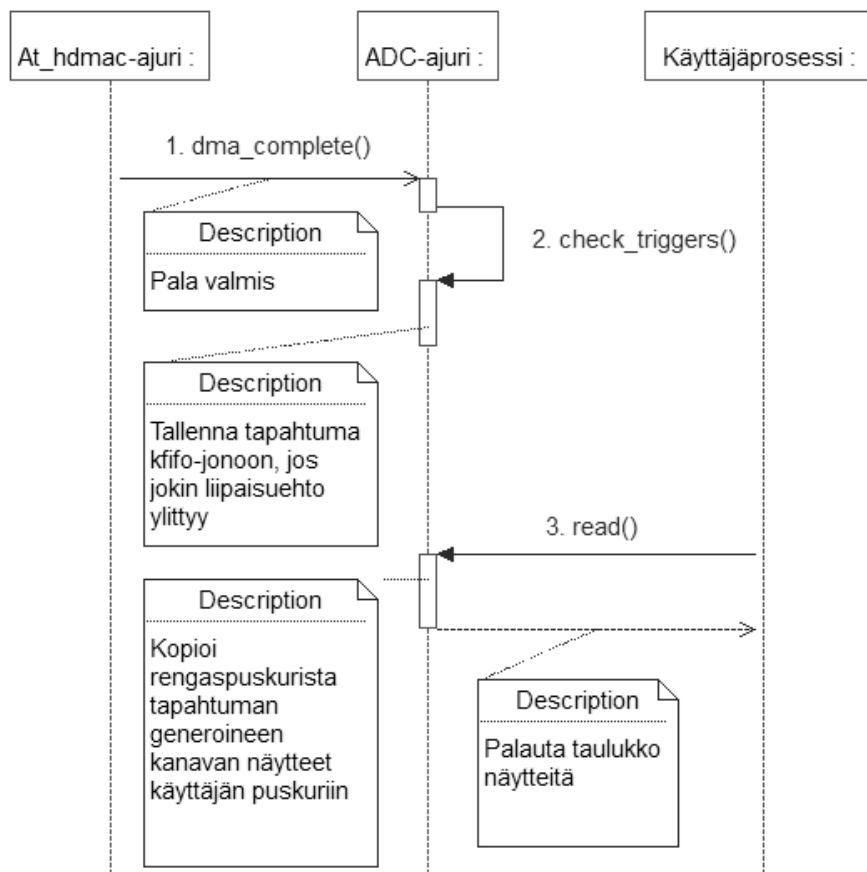 At_hdmac-ajuri :
ADC-ajuri :
Käyttäjäprosessi :
1. dma_complete()
Description
Pala valmis
2. check_triggers()
Description
Tallenna tapahtuma
kfifo-jonoon, jos
jokin liipaisuehto
ylittyy
3. read()
Description
Kopioi
rengaspuskurista
tapahtuman
generoineen
kanavan näytteet
käyttäjän puskuriin
Description
Palauta taulukko
näytteitä